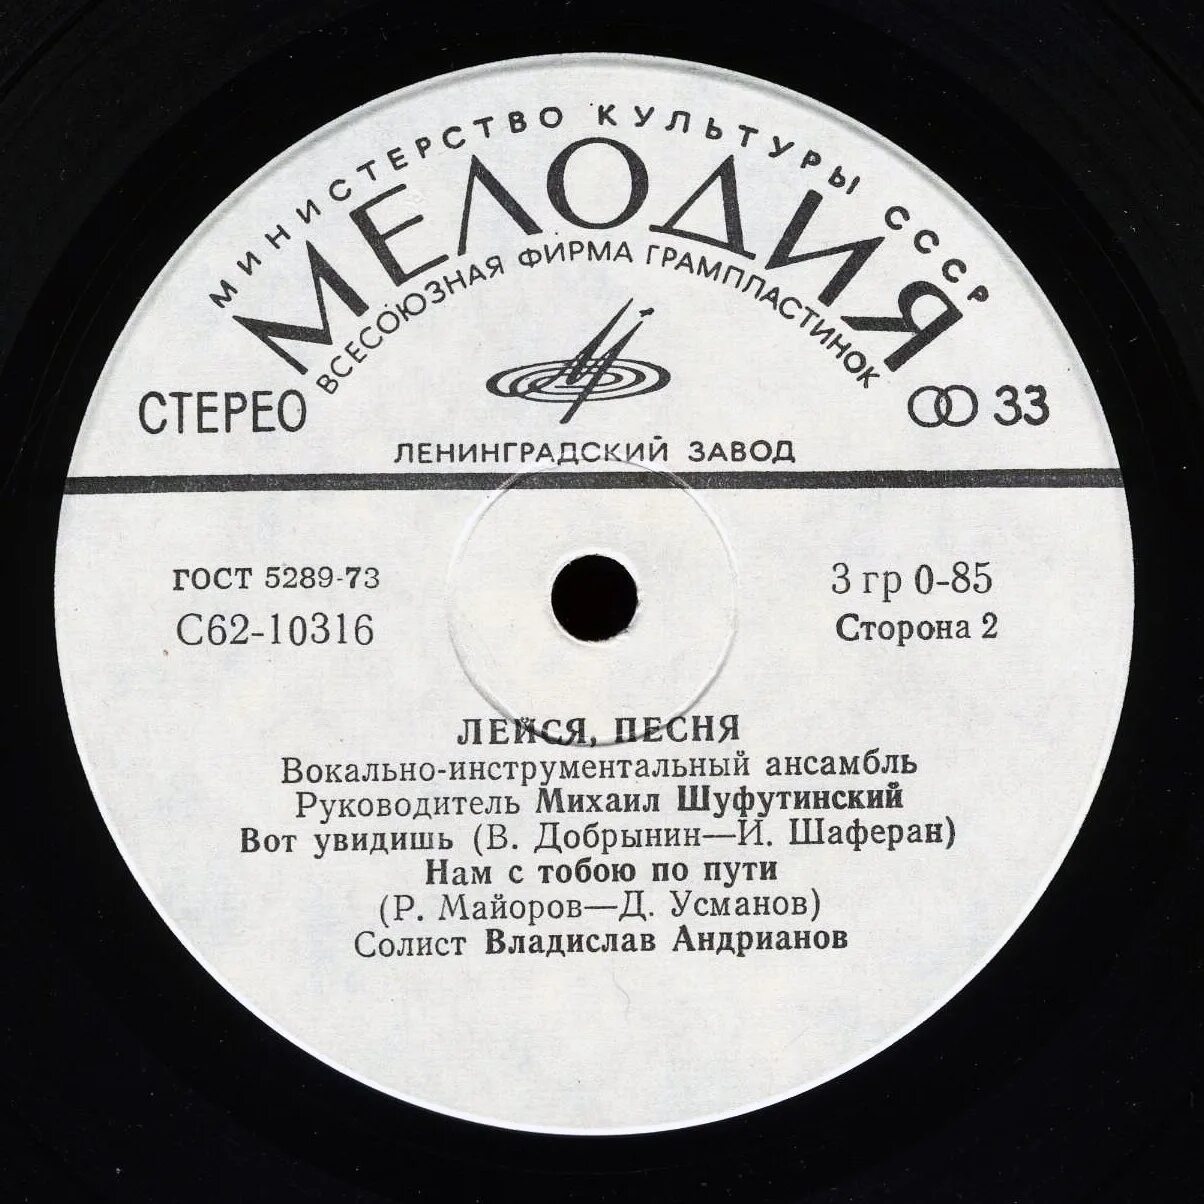 МИНИСТЕРСТВО КУЛЬТУРЫ СССР
МЕЛОДИЯ
ВСЕСОЮЗНАЯ ФИРМА ГРАМПЛАСТИНОК
СТЕРЕО
33
ЛЕНИНГРАДСКИЙ ЗАВОД
ГОСТ 5289-73
3 гр 0-85
С62-10316
Сторона 2
ЛЕЙСЯ, ПЕСНЯ
Вокально-инструментальный ансамбль
Руководитель Михаил Шуфутинский
Вот увидишь (В. Добрынин—И. Шаферан)
Нам с тобою по пути
(Р. Майоров—Д. Усманов)
Солист Владислав Андрианов